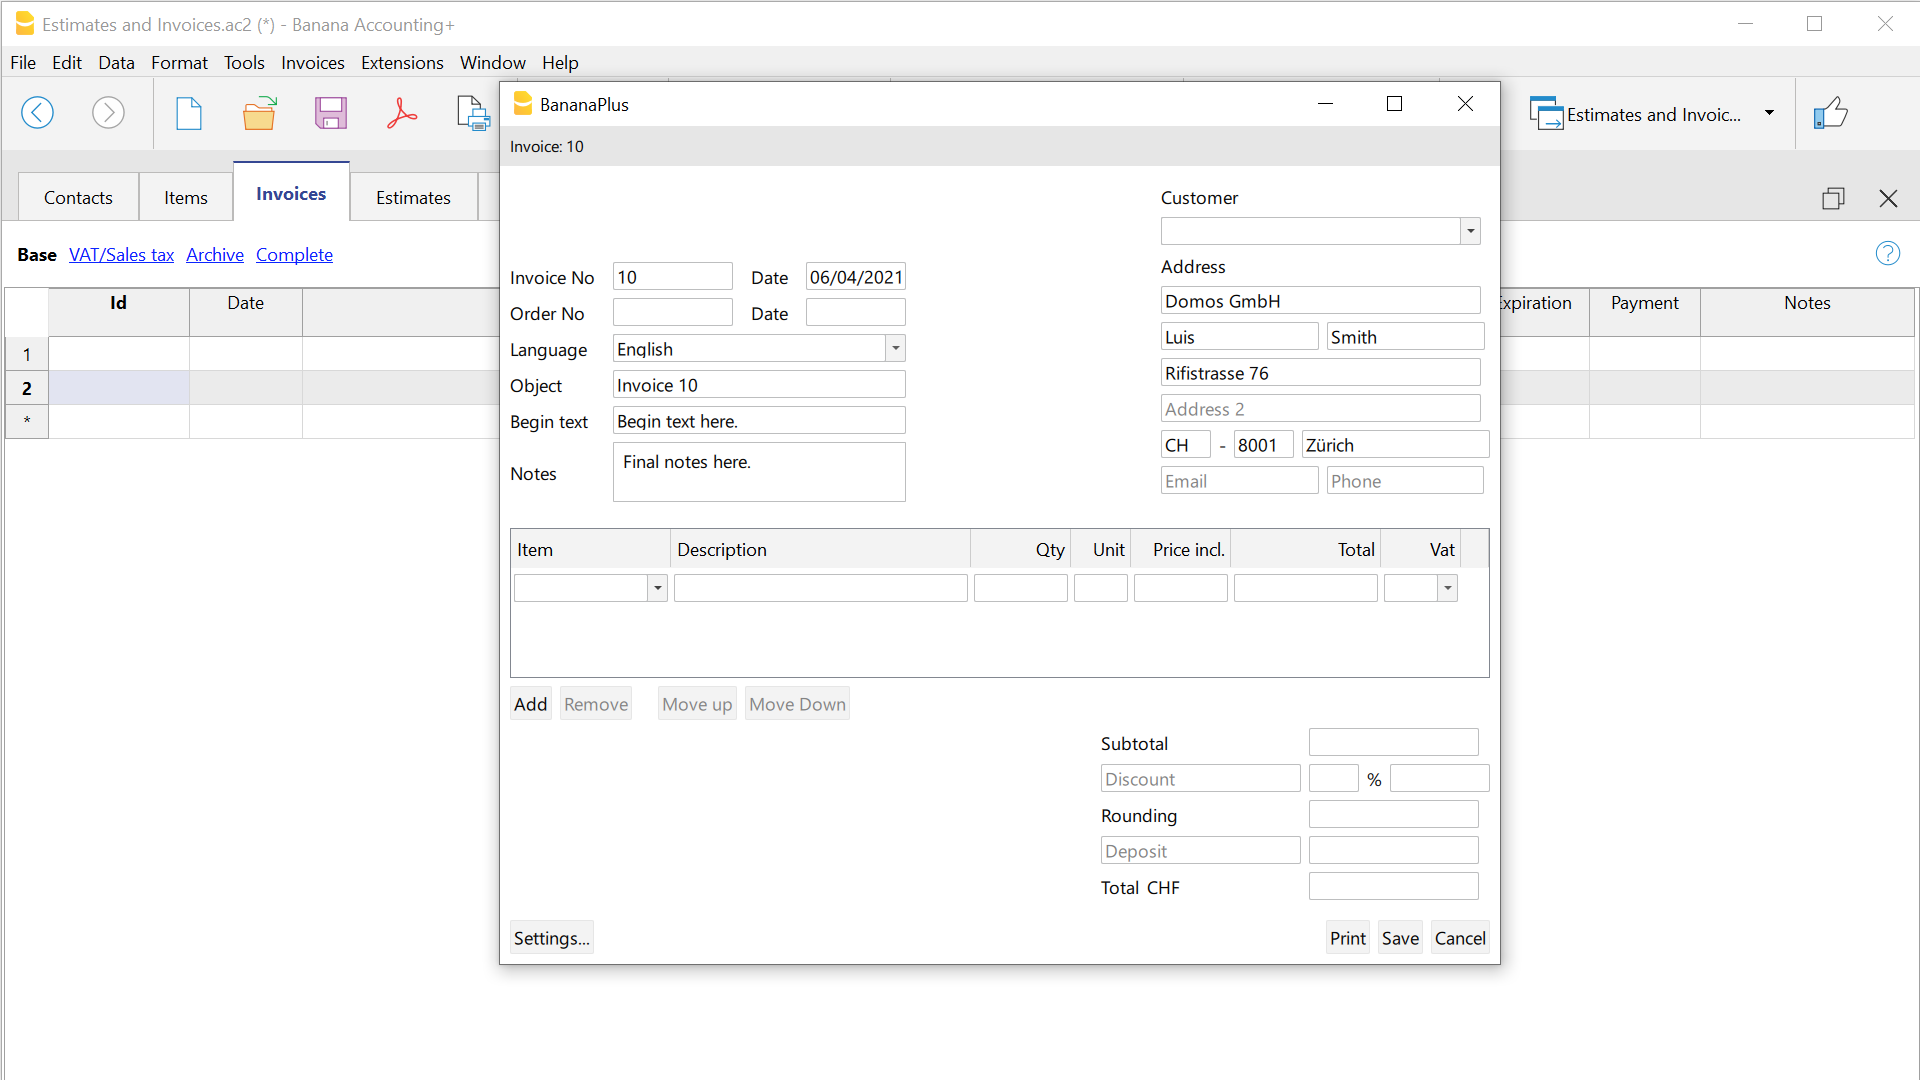 Estimates and Invoices.ac2 (*) - Banana Accounting+
File Edit Data Format Tools Invoices Extensions Window Help
Estimates and Invoic...
Contacts Items Invoices Estimates
Base VAT/Sales tax Archive Complete
Id Date Expiration Payment Notes
1
2
*
BananaPlus
Invoice: 10
Customer
Address
Invoice No 10 Date 06/04/2021
Domos GmbH
Order No Date
Luis Smith
Language English
Rifistrasse 76
Object Invoice 10
Address 2
Begin text Begin text here.
CH - 8001 Zürich
Notes Final notes here.
Email Phone
Item Description Qty Unit Price incl. Total Vat
Add Remove Move up Move Down
Subtotal
Discount %
Rounding
Deposit
Total CHF
Settings... Print Save Cancel